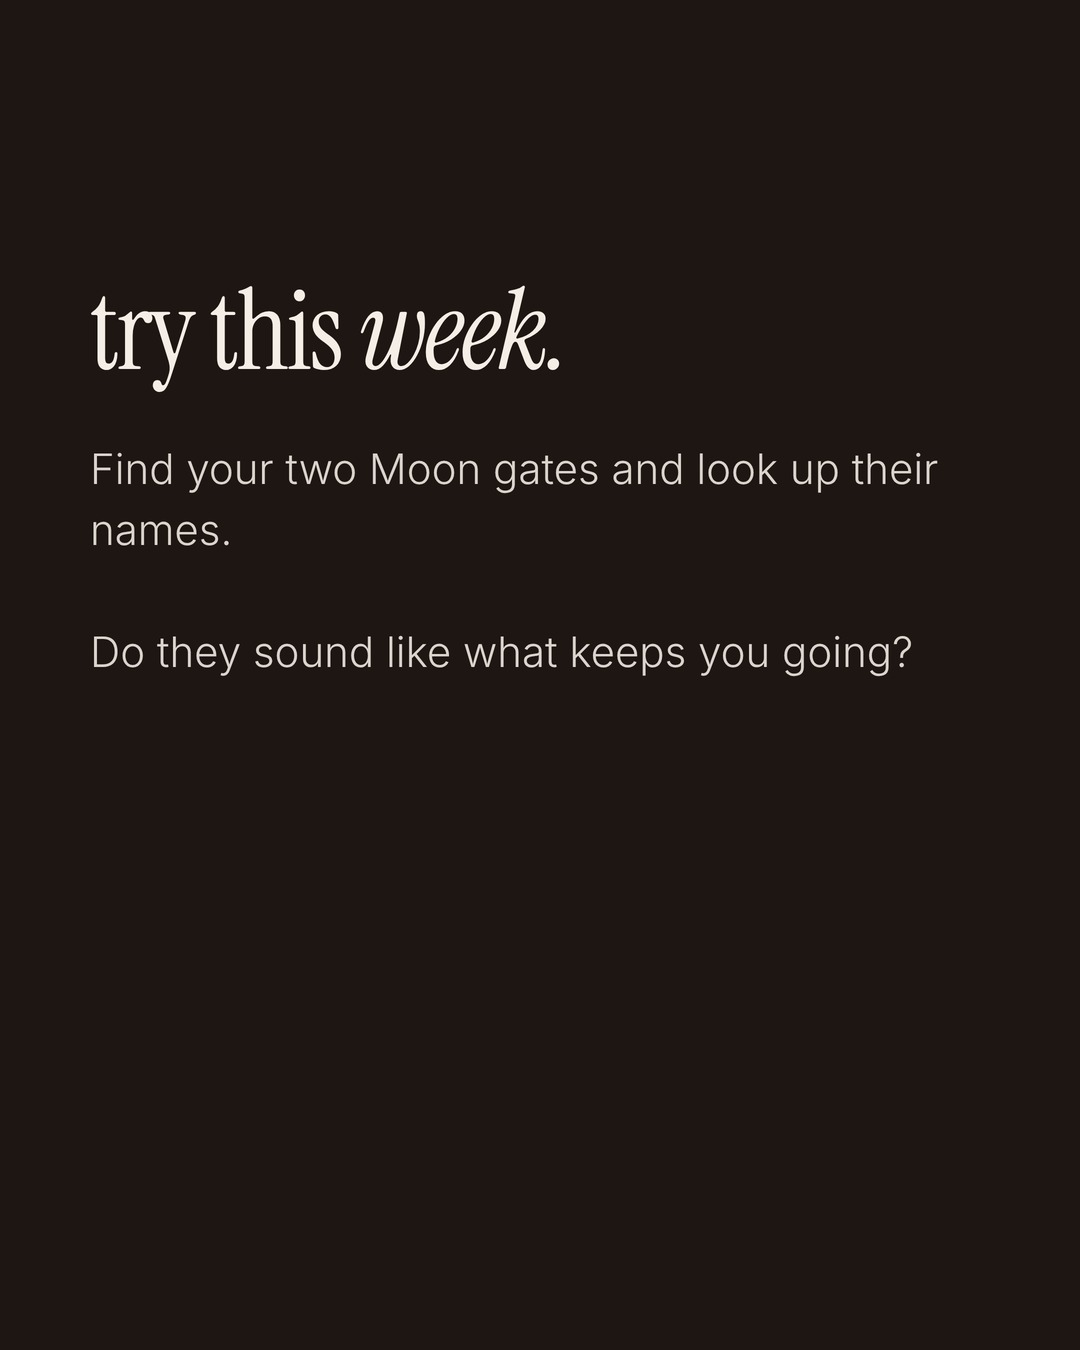 try this week.
Find your two Moon gates and look up their
names.
Do they sound like what keeps you going?